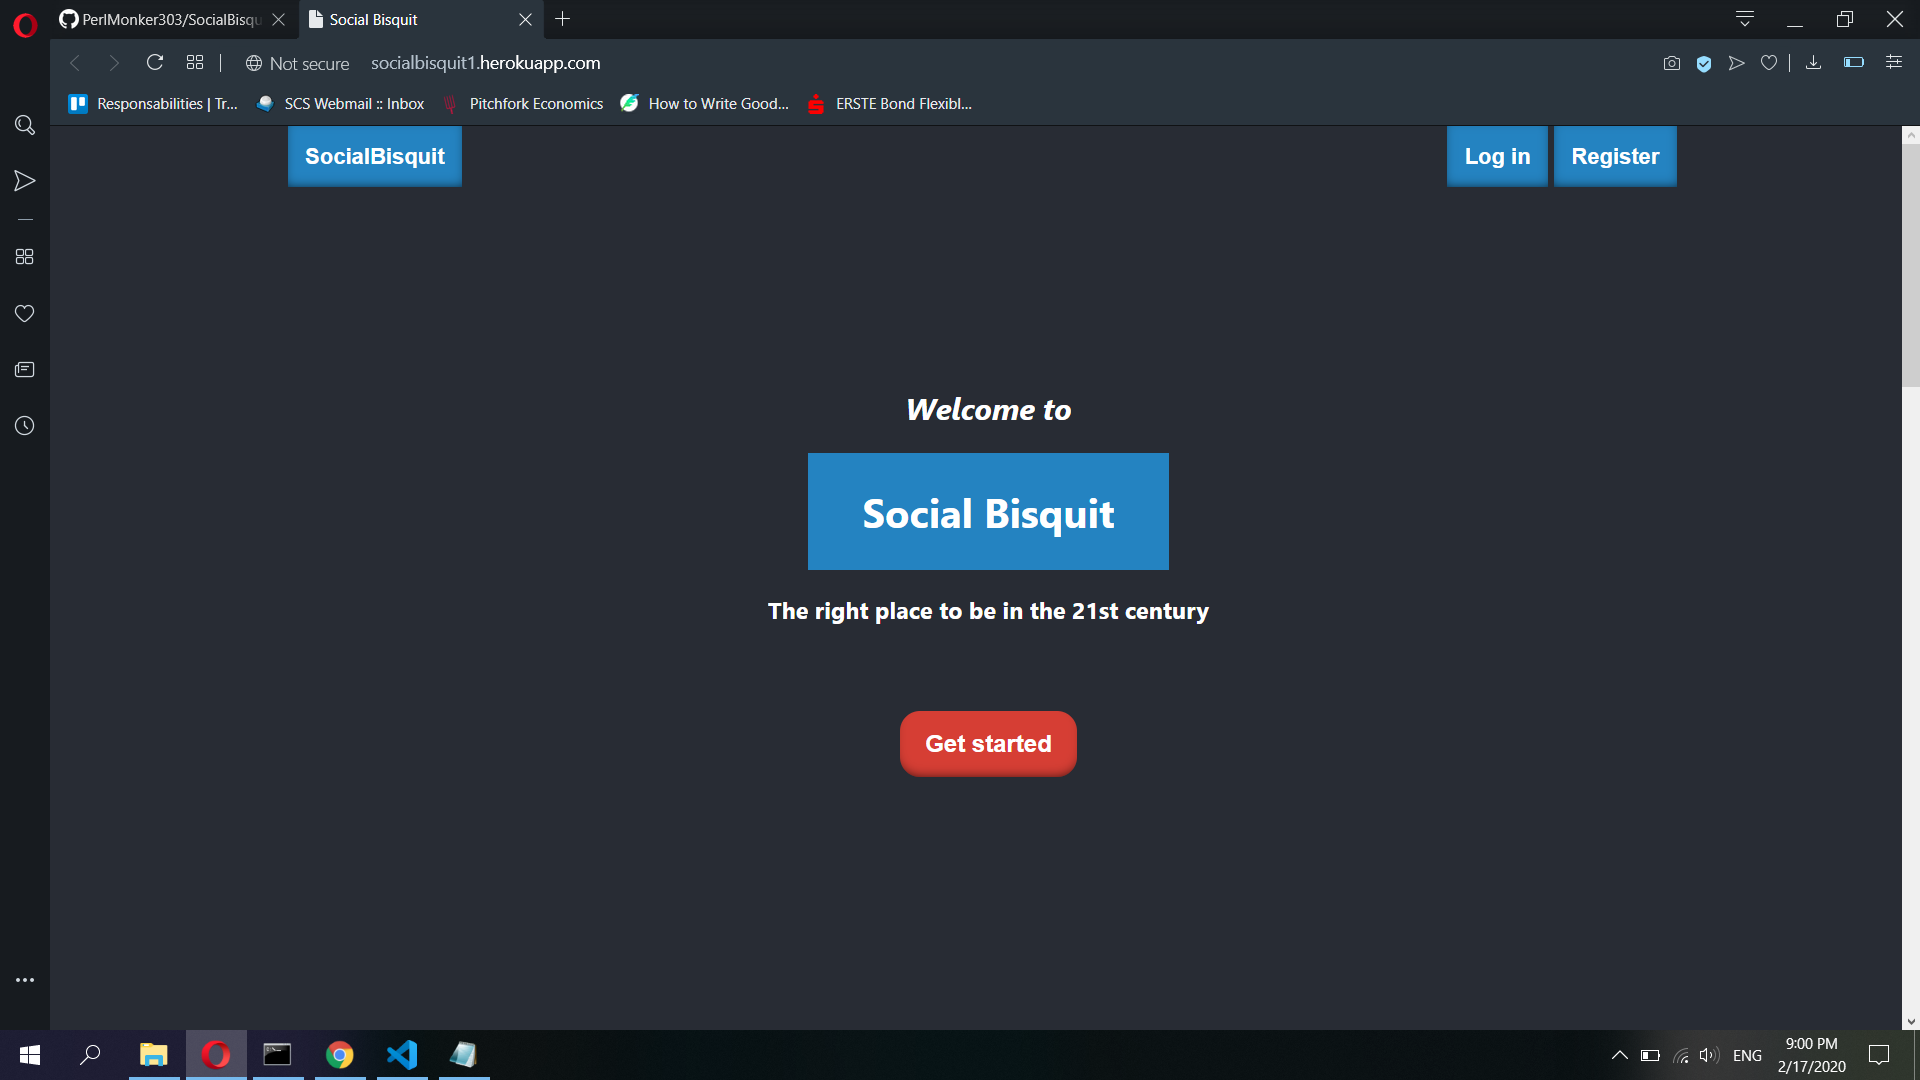 PerlMonker303/SocialBisqu
Social Bisquit
Not secure
socialbisquit1.herokuapp.com
Responsabilities | Tr...
SCS Webmail :: Inbox
Pitchfork Economics
How to Write Good...
ERSTE Bond Flexibl...
SocialBisquit
Log in
Register
Welcome to
Social Bisquit
The right place to be in the 21st century
Get started
ENG
9:00 PM
2/17/2020